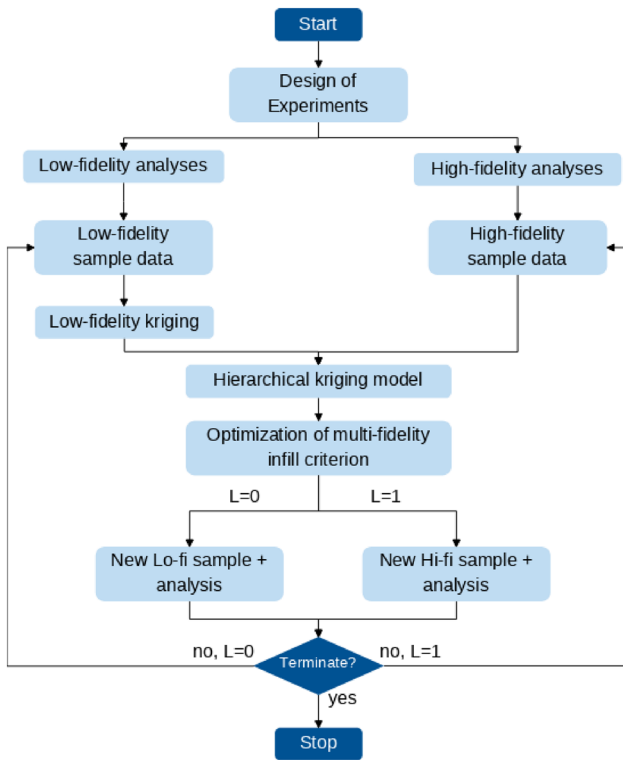 Start
Design of
Experiments
Low-fidelity analyses
High-fidelity analyses
Low-fidelity
sample data
High-fidelity
sample data
Low-fidelity kriging
Hierarchical kriging model
Optimization of multi-fidelity
infill criterion
L=0
L=1
New Lo-fi sample +
analysis
New Hi-fi sample +
analysis
no, L=0
Terminate?
no, L=1
yes
Stop